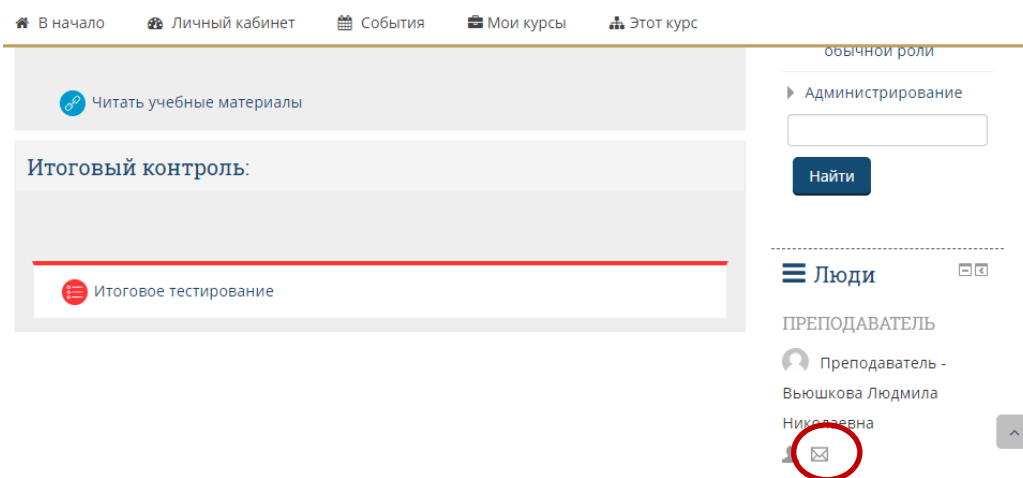 В начало Личный кабинет События Мои курсы Этот курс
обычной роли
Читать учебные материалы
Администрирование
Итоговый контроль:
Найти
Итоговое тестирование
Люди
ПРЕПОДАВАТЕЛЬ
Преподаватель -
Вьюшкова Людмила
Николаевна